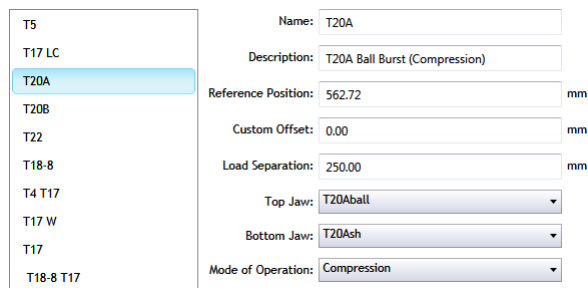 T5
T17 LC
T20A
T20B
T22
T18-8
T4 T17
T17 W
T17
T18-8 T17
Name: T20A
Description: T20A Ball Burst (Compression)
Reference Position: 562.72 mm
Custom Offset: 0.00 mm
Load Separation: 250.00 mm
Top Jaw: T20Aball
Bottom Jaw: T20Ash
Mode of Operation: Compression